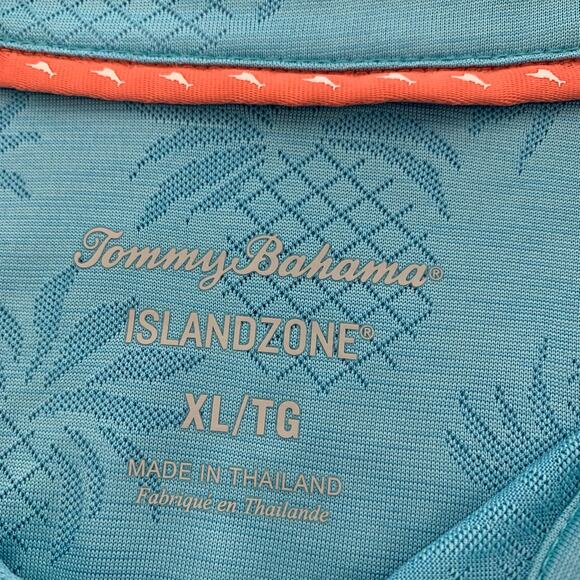 Tommy Bahama®
ISLANDZONE®
XL/TG
MADE IN THAILAND
Fabriqué en Thaïlande